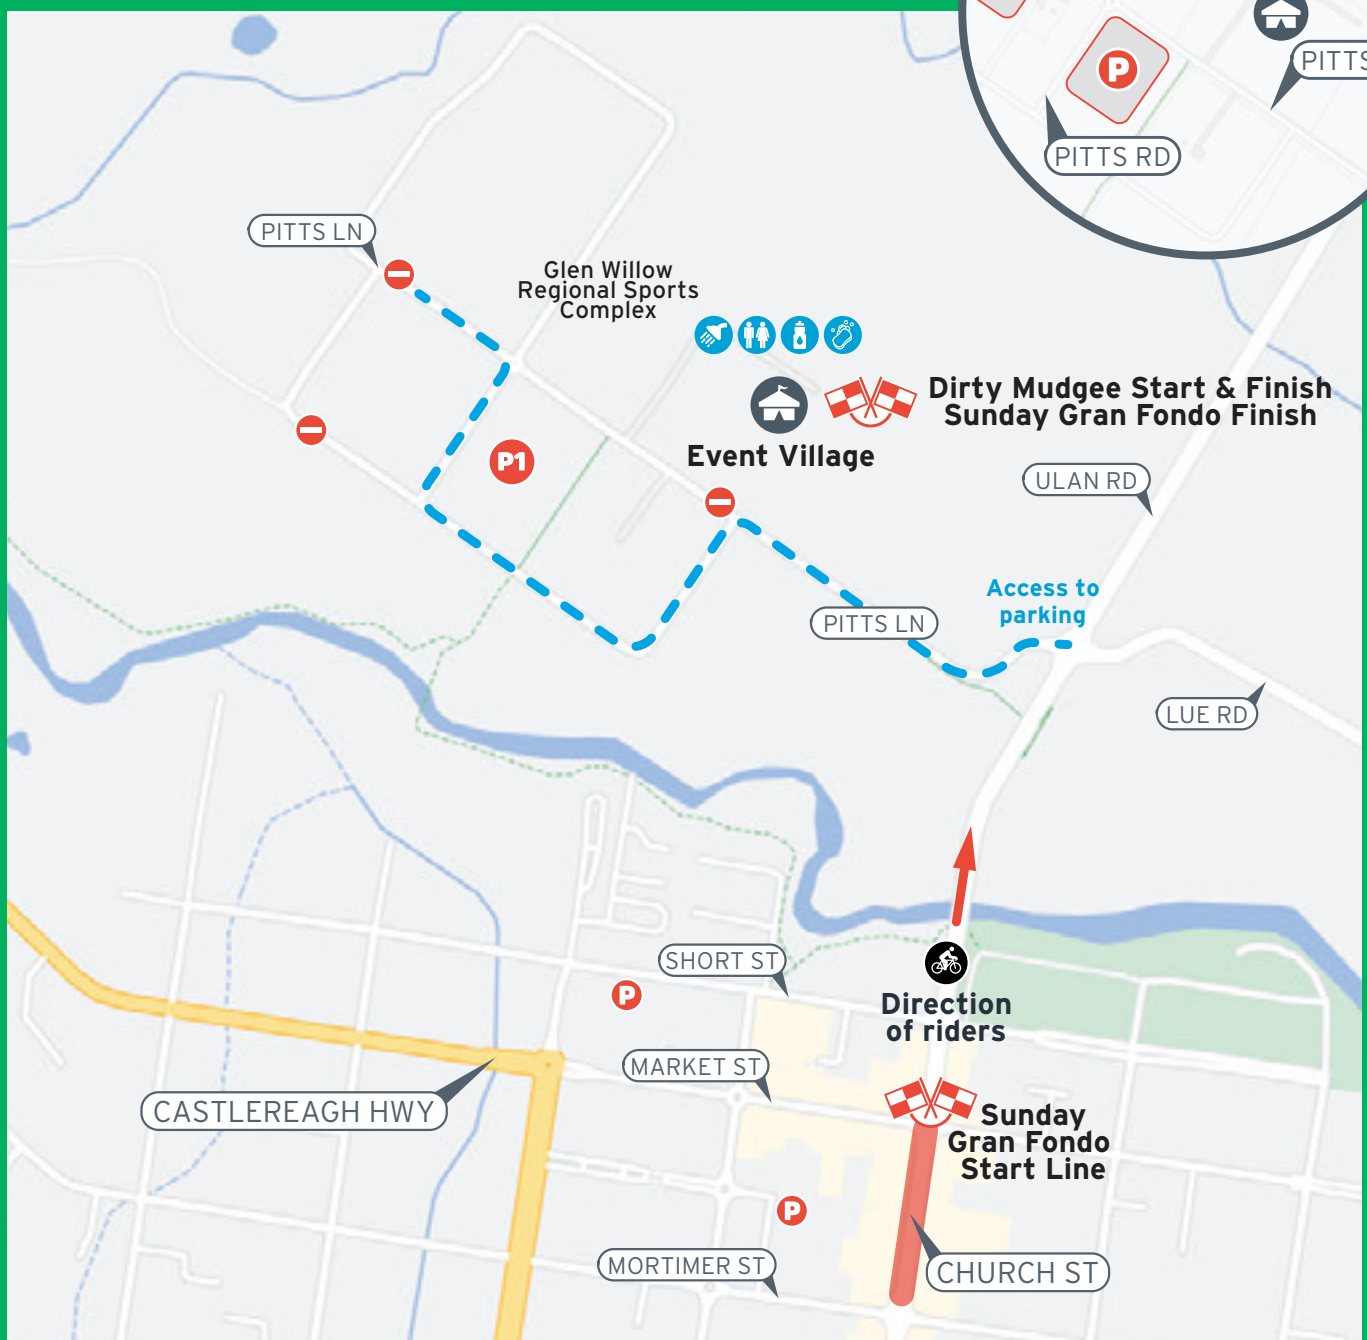 P
PITTS
PITTS RD
PITTS LN
Glen Willow
Regional Sports
Complex
Dirty Mudgee Start & Finish
Sunday Gran Fondo Finish
Event Village
P1
ULAN RD
Access to
parking
PITTS LN
LUE RD
SHORT ST
P
Direction
of riders
MARKET ST
CASTLEREAGH HWY
Sunday
Gran Fondo
Start Line
P
MORTIMER ST
CHURCH ST